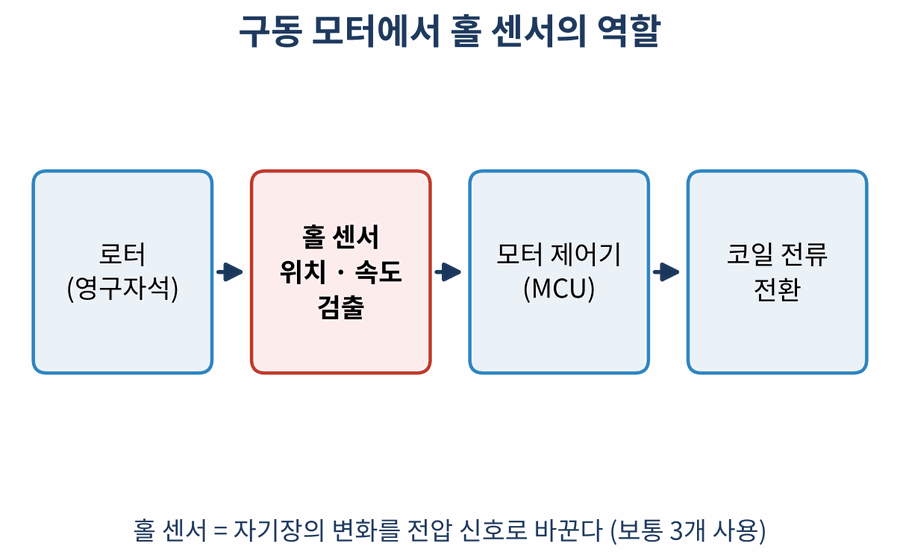 구동 모터에서 홀 센서의 역할
로터
(영구자석)
홀 센서
위치 · 속도
검출
모터 제어기
(MCU)
코일 전류
전환
홀 센서 = 자기장의 변화를 전압 신호로 바꾼다 (보통 3개 사용)